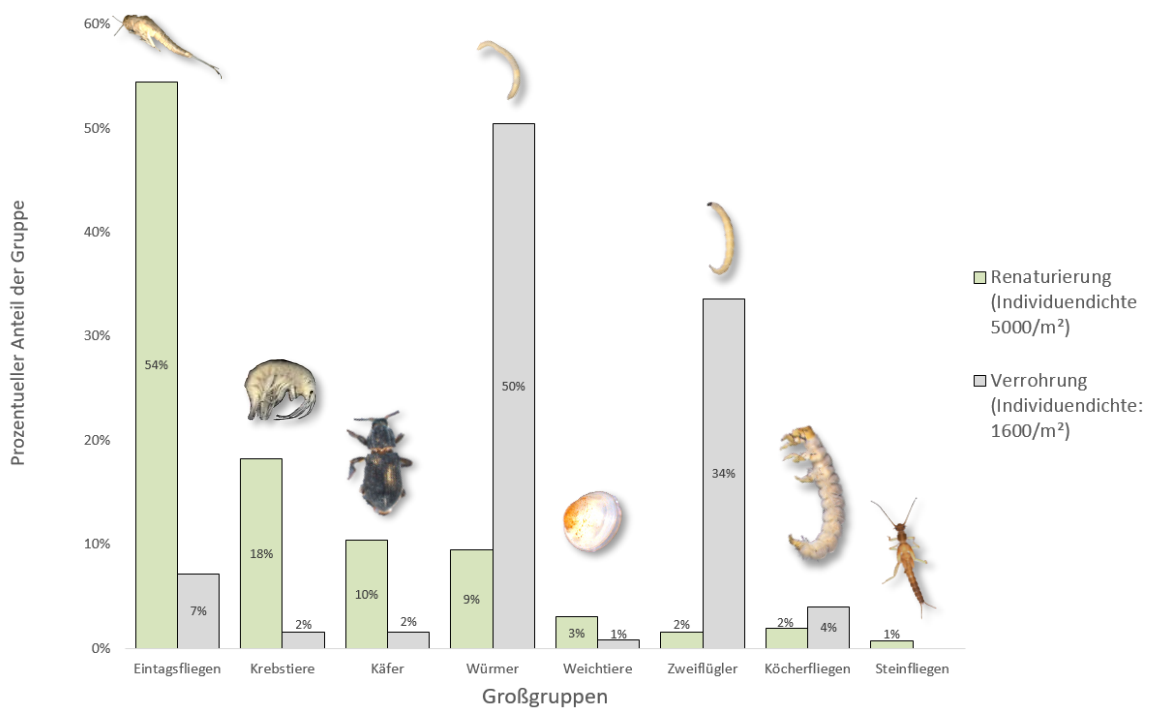 60%
50%
40%
30%
20%
10%
0%
Prozentueller Anteil der Gruppe
54%
7%
18%
2%
10%
2%
9%
50%
3%
1%
2%
34%
2%
4%
1%
Eintagsfliegen
Krebstiere
Käfer
Würmer
Weichtiere
Zweiflügler
Köcherfliegen
Steinfliegen
Großgruppen
Renaturierung
(Individuendichte
5000/m²)
Verrohrung
(Individuendichte:
1600/m²)